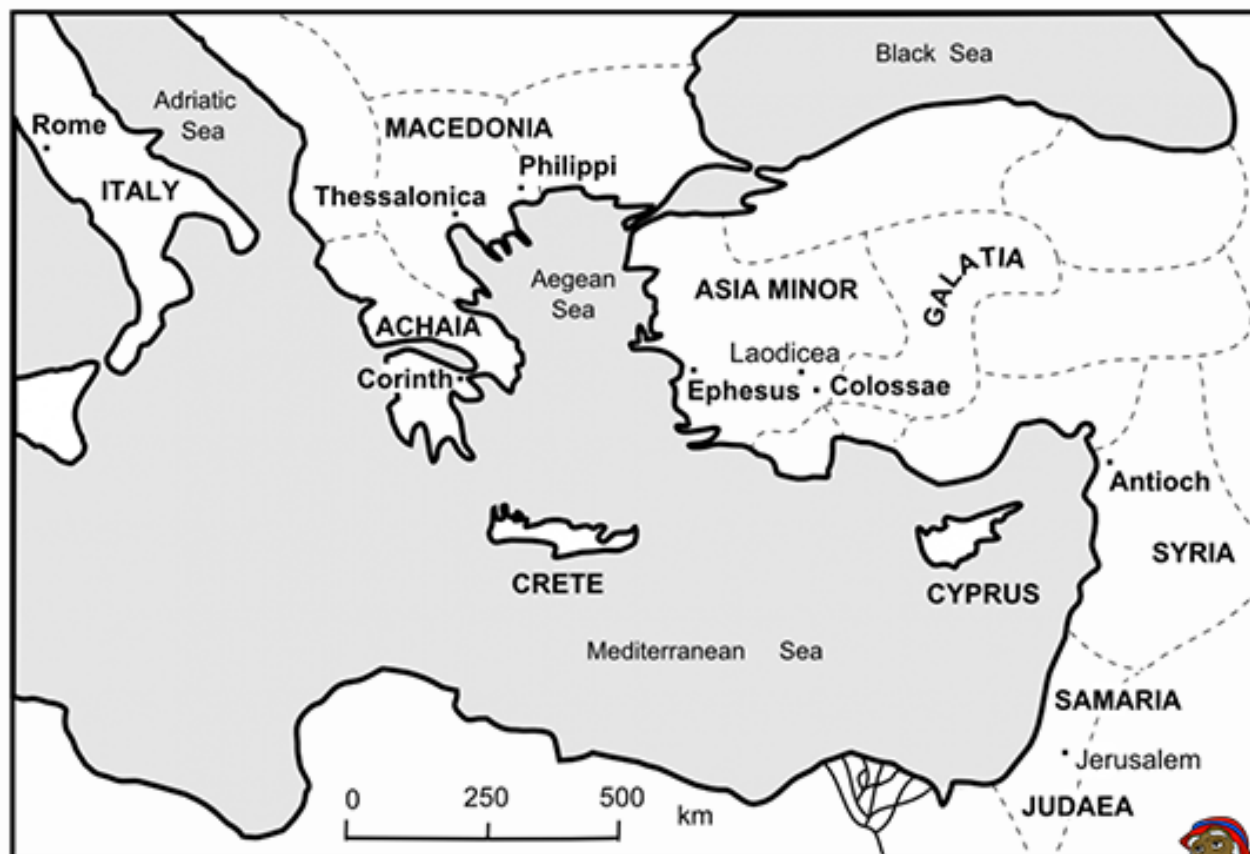 Black Sea
Adriatic
Sea
Rome
MACEDONIA
ITALY
Philippi
Thessalonica
Aegean
Sea
ASIA MINOR
GALATIA
ACHAIA
Laodicea
Corinth
Ephesus
Colossae
Antioch
SYRIA
CRETE
CYPRUS
Mediterranean Sea
SAMARIA
Jerusalem
JUDAEA
0 250 500
km